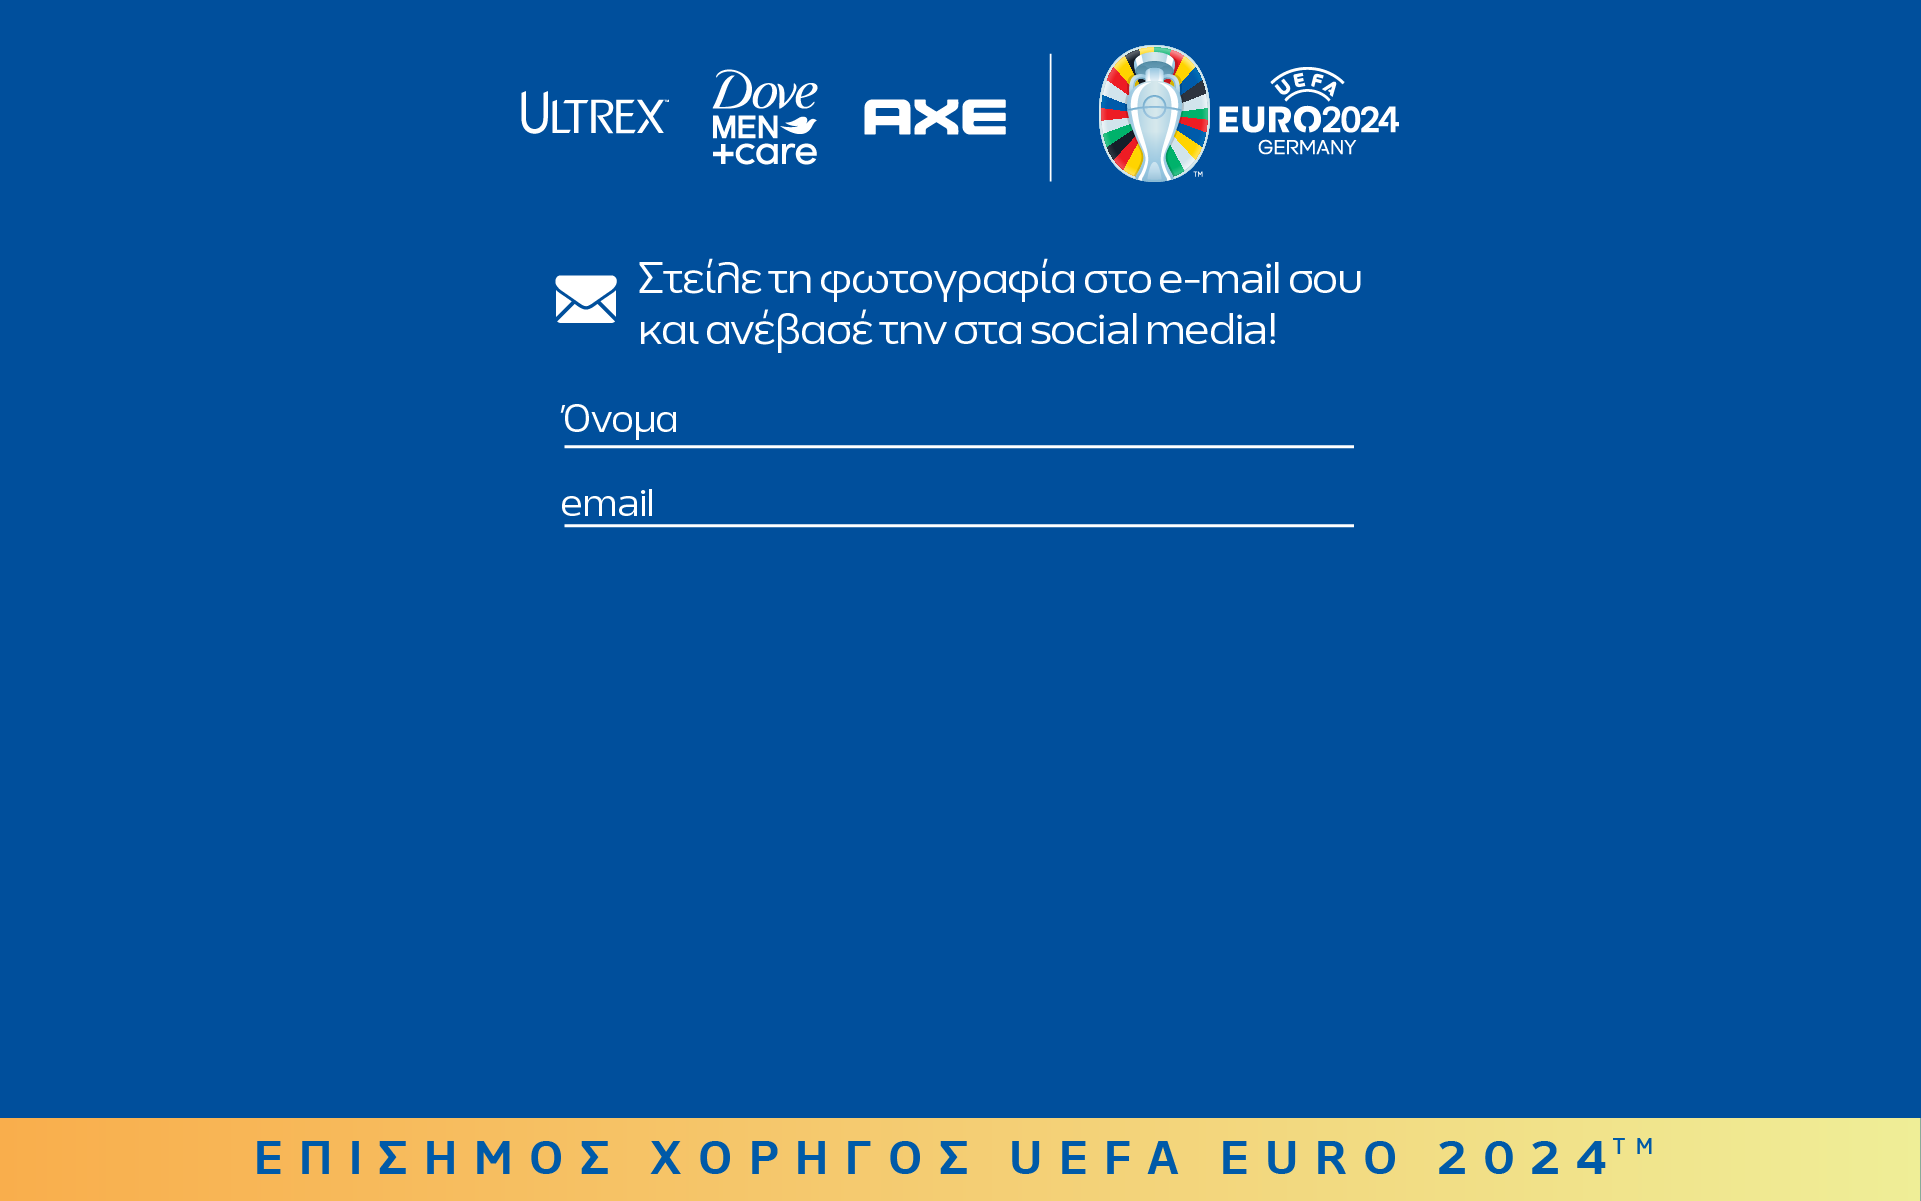 ULTREX™
Dove
MEN
+care
AXE
UEFA
EURO2024
GERMANY
™
Στείλε τη φωτογραφία στο e-mail σου
και ανέβασέ την στα social media!
Όνομα
email
ΕΠΙΣΗΜΟΣ ΧΟΡΗΓΟΣ UEFA EURO 2024™